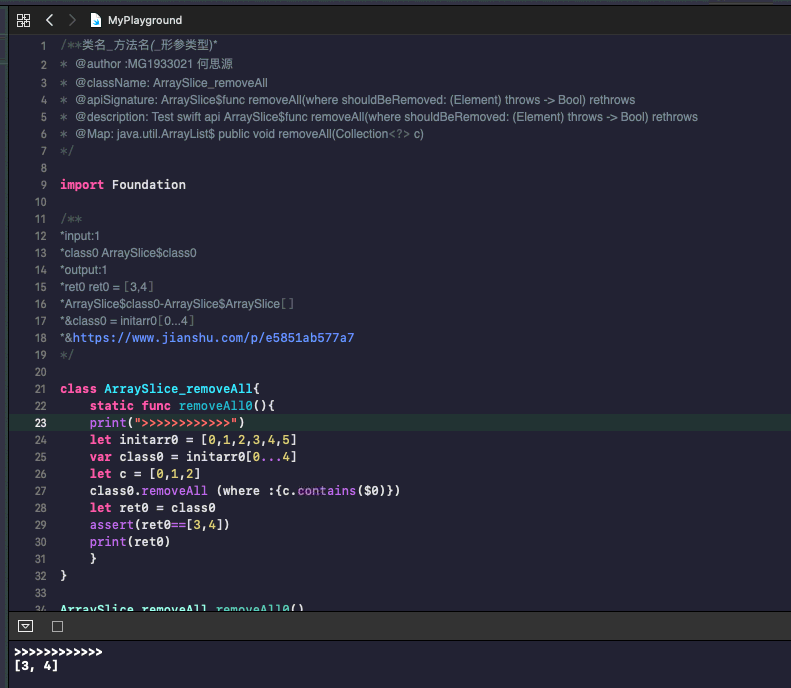 MyPlayground
1 /**类名_方法名(_形参类型)*
2 * @author :MG1933021 何思源
3 * @className: ArraySlice_removeAll
4 * @apiSignature: ArraySlice$func removeAll(where shouldBeRemoved: (Element) throws -> Bool) rethrows
5 * @description: Test swift api ArraySlice$func removeAll(where shouldBeRemoved: (Element) throws -> Bool) rethrows
6 * @Map: java.util.ArrayList$ public void removeAll(Collection<?> c)
7 */
8
9 import Foundation
10
11 /**
12 *input:1
13 *class0 ArraySlice$class0
14 *output:1
15 *ret0 ret0 = [3,4]
16 *ArraySlice$class0-ArraySlice$ArraySlice[]
17 *&class0 = initarr0[0...4]
18 *&https://www.jianshu.com/p/e5851ab577a7
19 */
20
21 class ArraySlice_removeAll{
22 static func removeAll0(){
23 print(">>>>>>>>>>>>")
24 let initarr0 = [0,1,2,3,4,5]
25 var class0 = initarr0[0...4]
26 let c = [0,1,2]
27 class0.removeAll (where :{c.contains($0)})
28 let ret0 = class0
29 assert(ret0==[3,4])
30 print(ret0)
31 }
32 }
33
34 ArraySlice_removeAll.removeAll0()
>>>>>>>>>>>>
[3, 4]